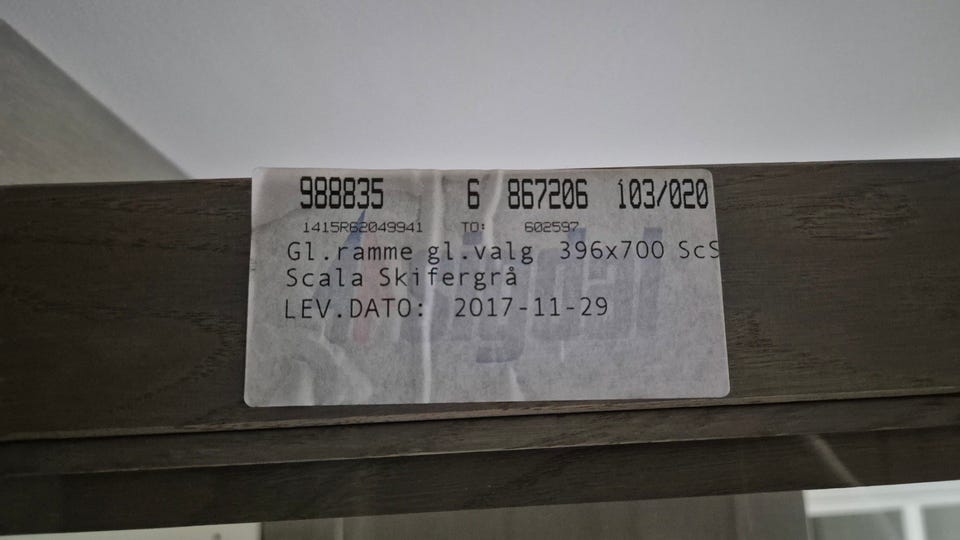 988835 6 867206 103/020
1415R62049941 TO: 602597
Gl.ramme gl.valg 396x700 ScS
Scala Skifergrå
LEV.DATO: 2017-11-29
sigdal